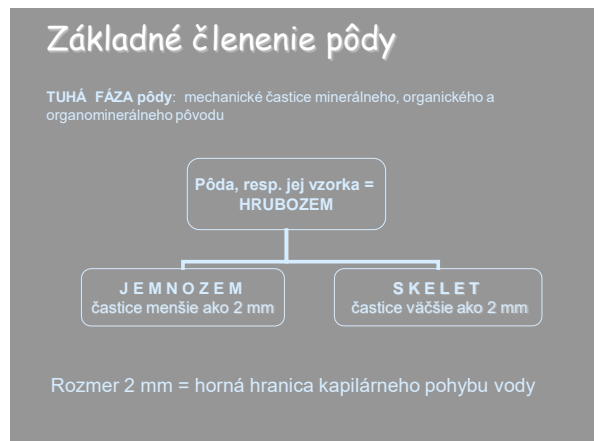 Základné členenie pôdy
TUHÁ FÁZA pôdy: mechanické častice minerálneho, organického a
organominerálneho pôvodu
Pôda, resp. jej vzorka =
HRUBOZEM
J E M N O Z E M
častice menšie ako 2 mm
S K E L E T
častice väčšie ako 2 mm
Rozmer 2 mm = horná hranica kapilárneho pohybu vody